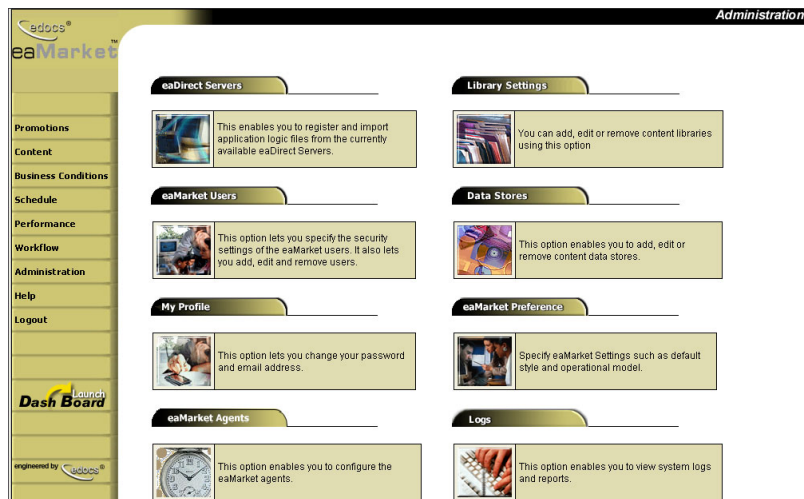 Administration
edocs®
eaMarket™
Promotions
Content
Business Conditions
Schedule
Performance
Workflow
Administration
Help
Logout
Launch
Dash Board
engineered by edocs®
eaDirect Servers
This enables you to register and import
application logic files from the currently
available eaDirect Servers.
Library Settings
You can add, edit or remove content libraries
using this option
eaMarket Users
This option lets you specify the security
settings of the eaMarket users. It also lets
you add, edit and remove users.
Data Stores
This option enables you to add, edit or
remove content data stores.
My Profile
This option lets you change your password
and email address.
eaMarket Preference
Specify eaMarket Settings such as default
style and operational model.
eaMarket Agents
This option enables you to configure the
eaMarket agents.
Logs
This option enables you to view system logs
and reports.